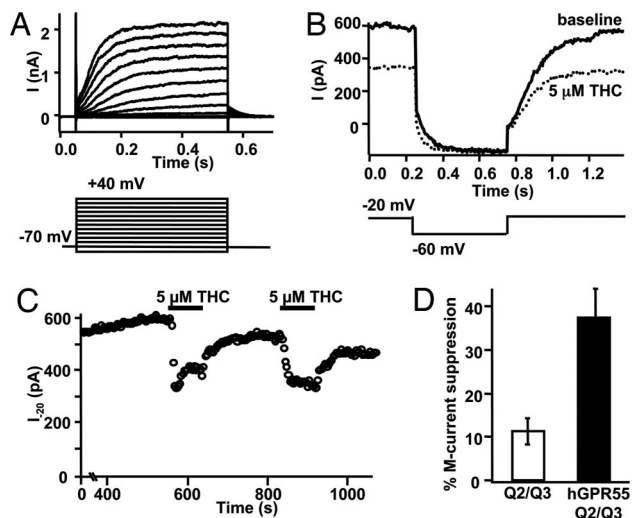 A
I (nA)
2
1
0
0.0 0.2 0.4 0.6
Time (s)
+40 mV
-70 mV
B
I (pA)
600
400
200
0
baseline
5 µM THC
0.0 0.2 0.4 0.6 0.8 1.0 1.2
Time (s)
-20 mV
-60 mV
C
5 µM THC 5 µM THC
I-20 (pA)
600
400
200
0
0 400 600 800 1000
Time (s)
D
% M-current suppression
40
30
20
10
0
Q2/Q3 hGPR55
Q2/Q3